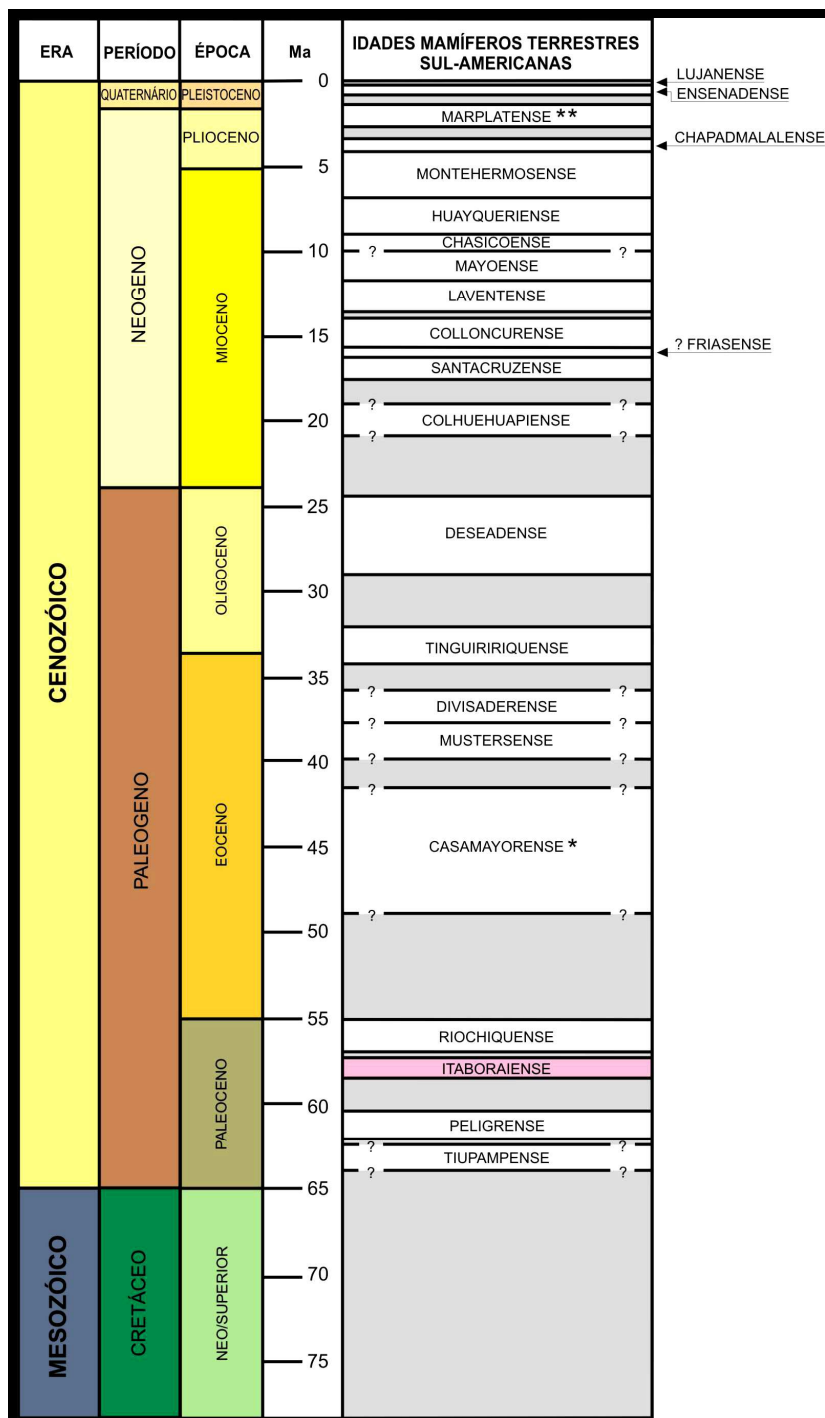 ERA
PERÍODO
ÉPOCA
Ma
IDADES MAMÍFEROS TERRESTRES
SUL-AMERICANAS
0
LUJANENSE
QUATERNÁRIO
PLEISTOCENO
ENSENADENSE
MARPLATENSE **
PLIOCENO
CHAPADMALALENSE
5
MONTEHERMOSENSE
HUAYQUERIENSE
CHASICOENSE
10
? ?
MAYOENSE
LAVENTENSE
NEOGENO
MIOCENO
15
COLLONCURENSE
? FRIASENSE
SANTACRUZENSE
? ?
20
COLHUEHUAPIENSE
? ?
25
DESEADENSE
OLIGOCENO
30
TINGUIRIRIQUENSE
CENOZÓICO
35
? ?
DIVISADERENSE
? ?
MUSTERSENSE
40
? ?
? ?
PALEOGENO
EOCENO
45
CASAMAYORENSE *
? ?
50
55
RIOCHIQUENSE
ITABORAIENSE
PALEOCENO
60
PELIGRENSE
? ?
TIUPAMPENSE
? ?
65
MESOZÓICO
CRETÁCEO
NEO/SUPERIOR
70
75